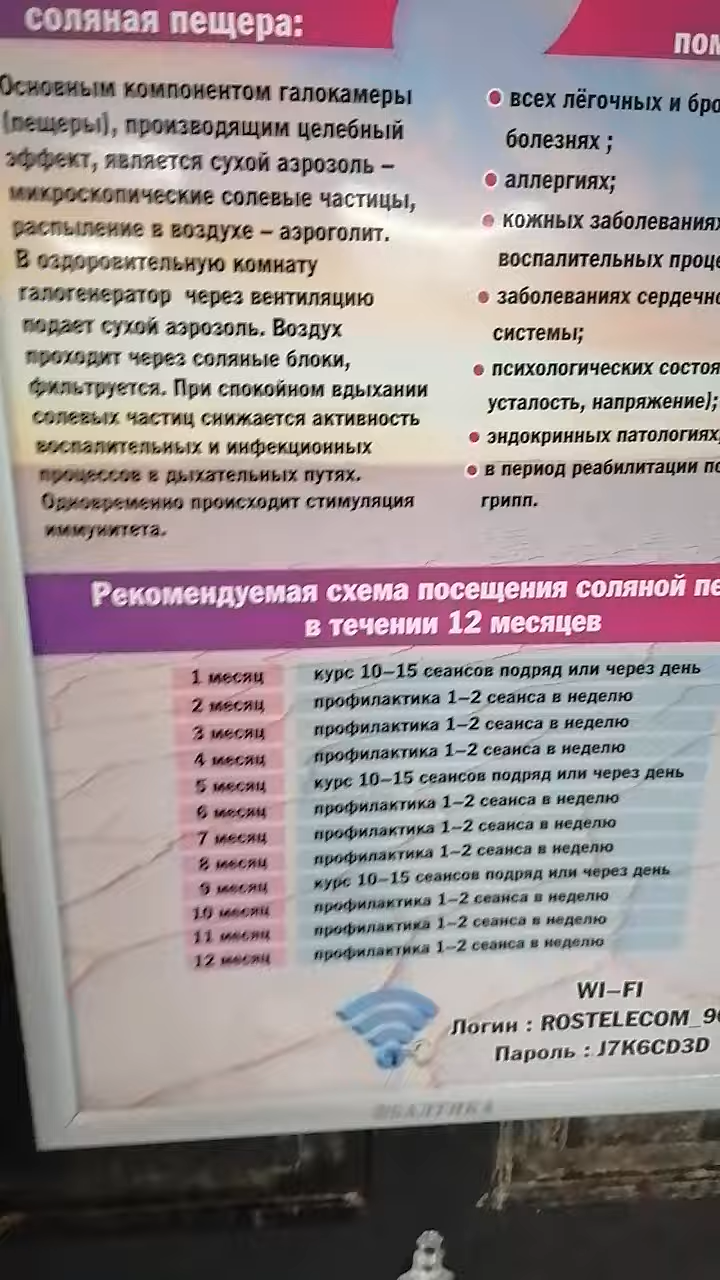 соляная пещера:
Основным компонентом галокамеры
(пещеры), производящим целебный
эффект, является сухой аэрозоль –
микроскопические солевые частицы,
распыление в воздухе – аэроголит.
В оздоровительную комнату
галогенератор через вентиляцию
подает сухой аэрозоль. Воздух
проходит через соляные блоки,
фильтруется. При спокойном вдыхании
солевых частиц снижается активность
воспалительных и инфекционных
процессов в дыхательных путях.
Одновременно происходит стимуляция
иммунитета.
пом
всех лёгочных и бро
болезнях ;
аллергиях;
кожных заболеваниях
воспалительных проце
заболеваниях сердечно
системы;
психологических состоя
усталость, напряжение);
эндокринных патологиях;
в период реабилитации по
грипп.
Рекомендуемая схема посещения соляной пе
в течении 12 месяцев
1 месяц курс 10–15 сеансов подряд или через день
2 месяц профилактика 1–2 сеанса в неделю
3 месяц профилактика 1–2 сеанса в неделю
4 месяц профилактика 1–2 сеанса в неделю
5 месяц курс 10–15 сеансов подряд или через день
6 месяц профилактика 1–2 сеанса в неделю
7 месяц профилактика 1–2 сеанса в неделю
8 месяц профилактика 1–2 сеанса в неделю
9 месяц курс 10–15 сеансов подряд или через день
10 месяц профилактика 1–2 сеанса в неделю
11 месяц профилактика 1–2 сеанса в неделю
12 месяц профилактика 1–2 сеанса в неделю
WI–FI
Логин : ROSTELECOM_90
Пароль : J7K6CD3D
БАЛТИКА